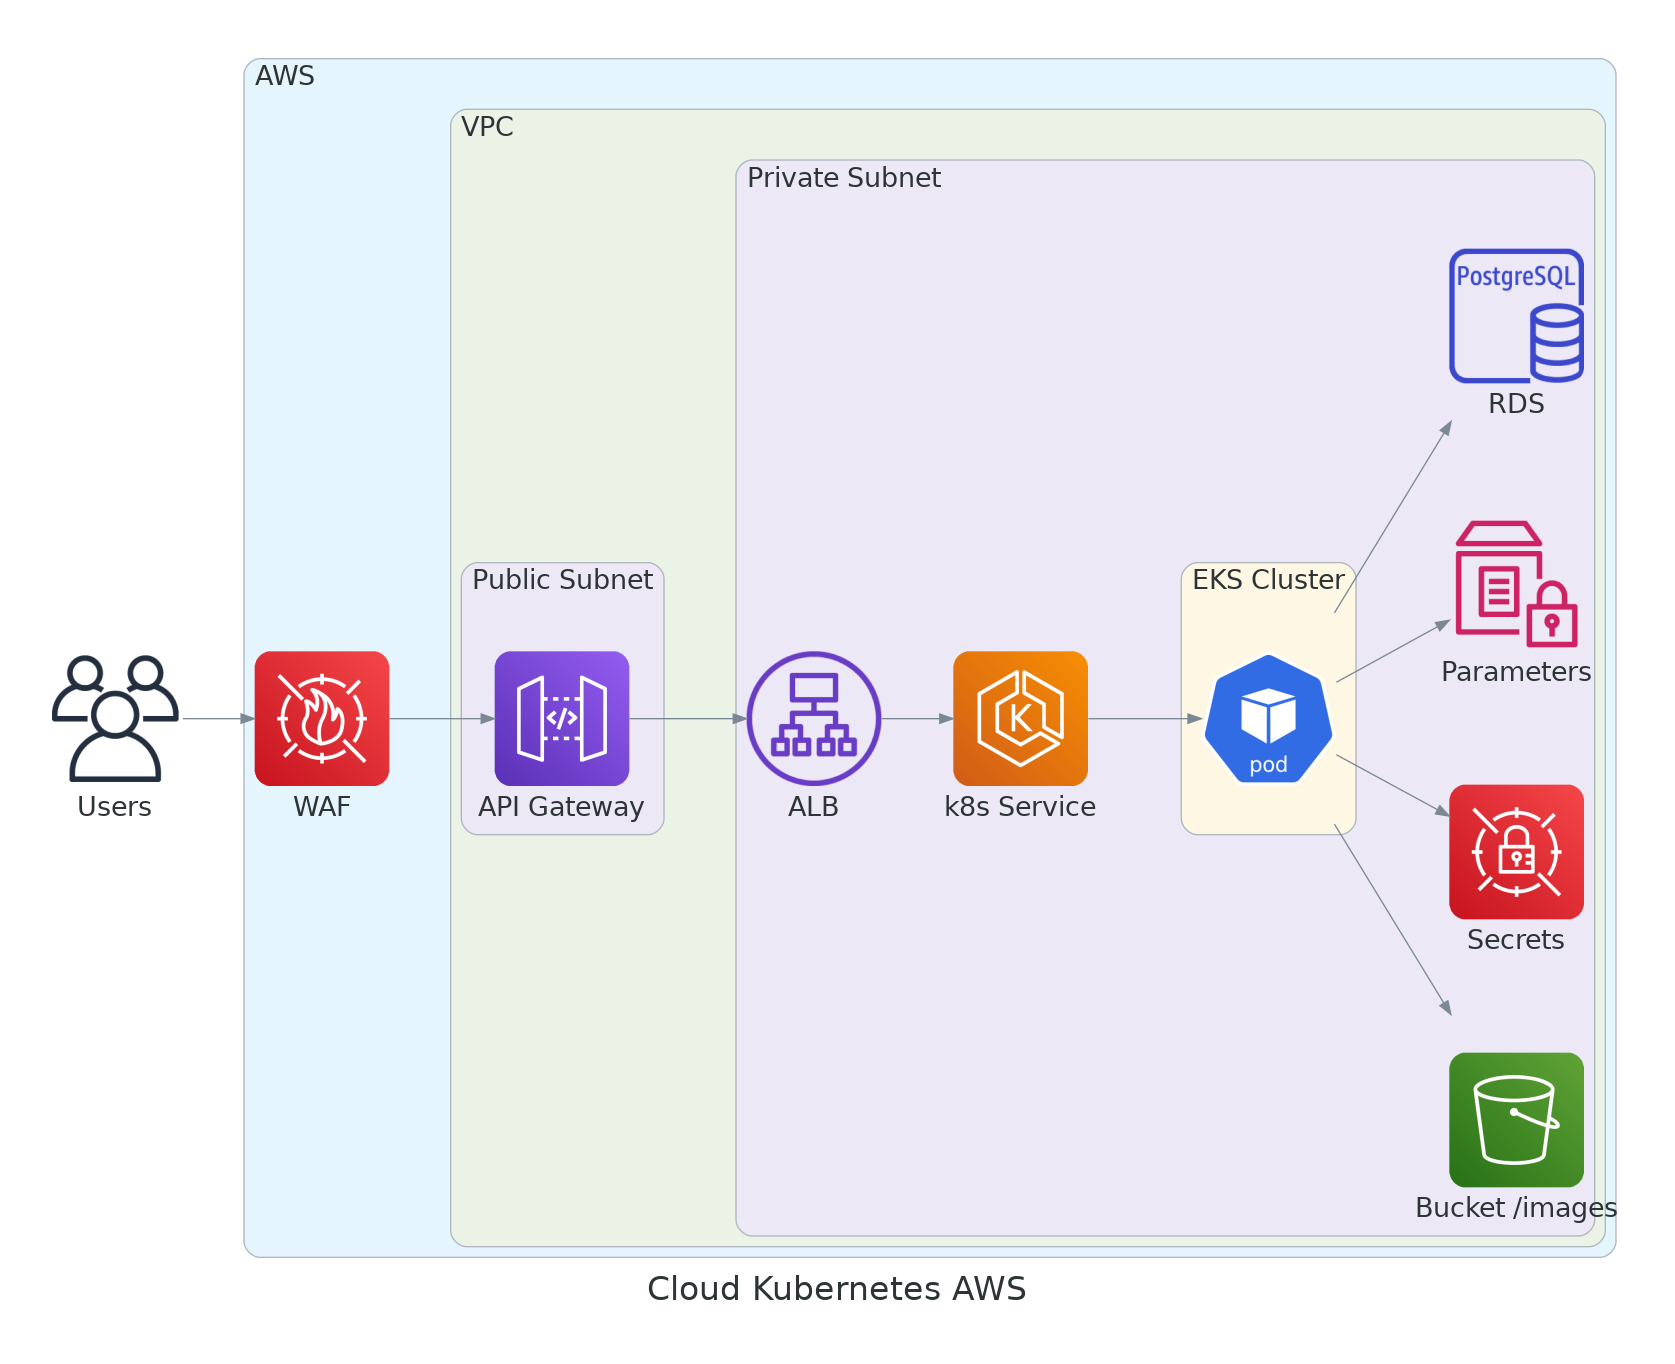 AWS
VPC
Private Subnet
PostgreSQL
RDS
Parameters
Public Subnet
EKS Cluster
</>
K
pod
Users
WAF
API Gateway
ALB
k8s Service
Secrets
Bucket /images
Cloud Kubernetes AWS